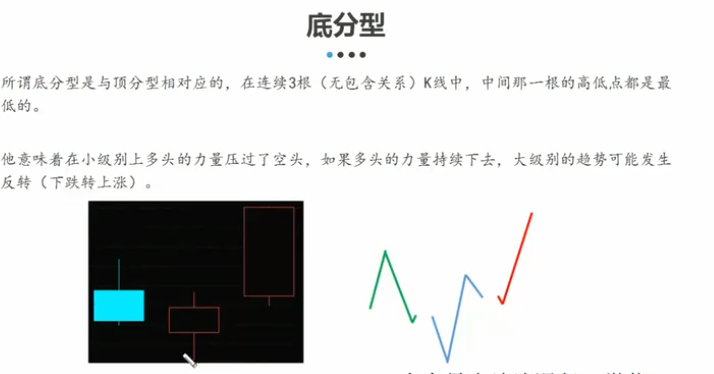 底分型
所谓底分型是与顶分型相对应的，在连续3根（无包含关系）K线中，中间那一根的高低点都是最
低的。
他意味着在小级别上多头的力量压过了空头，如果多头的力量持续下去，大级别的趋势可能发生
反转（下跌转上涨）。